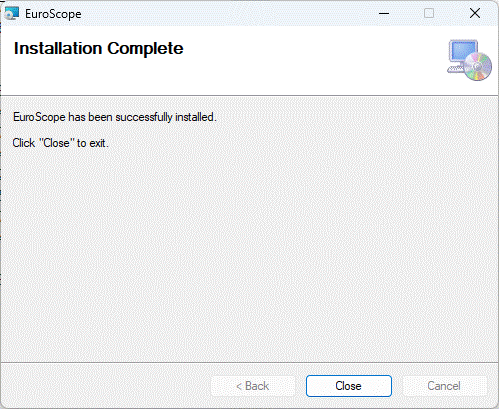 EuroScope
Installation Complete
EuroScope has been successfully installed.
Click "Close" to exit.
< Back
Close
Cancel